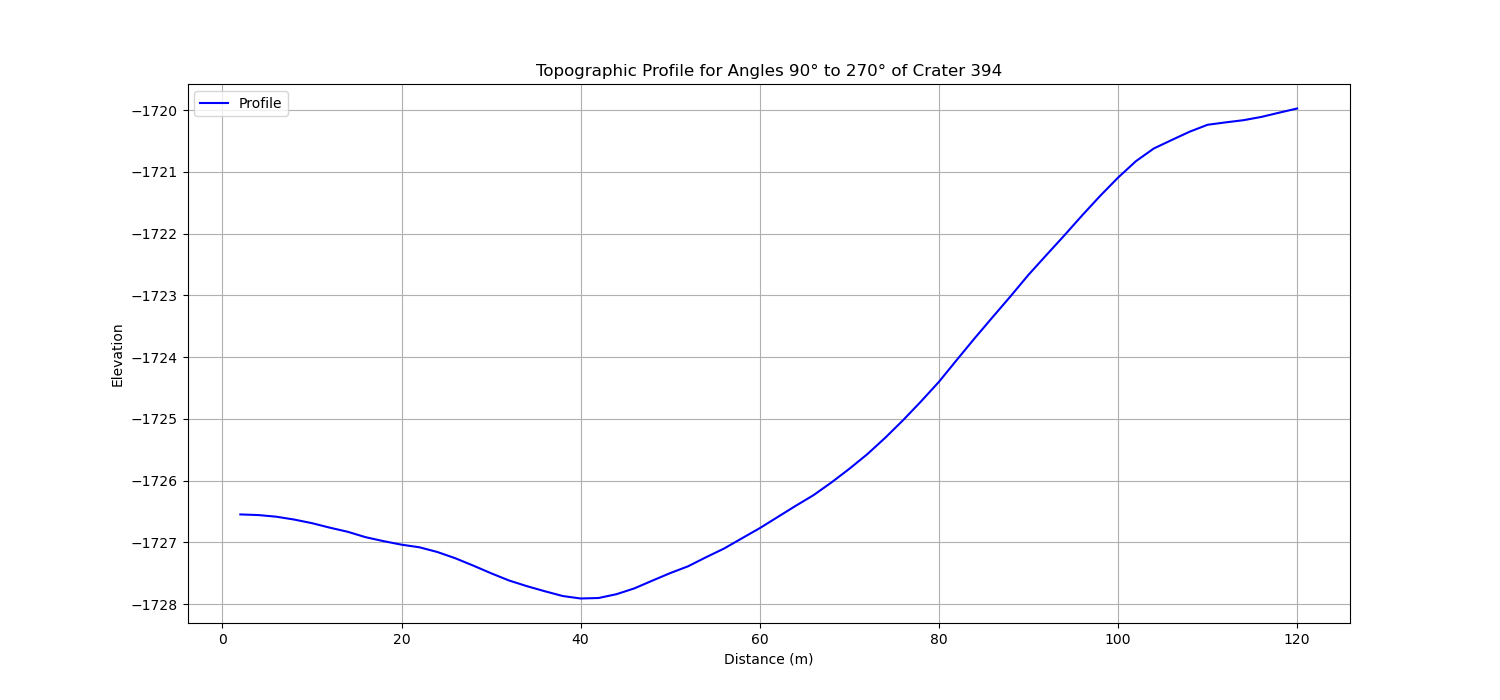 Topographic Profile for Angles 90° to 270° of Crater 394
Profile
−1720
−1721
−1722
−1723
−1724
−1725
−1726
−1727
−1728
Elevation
0 20 40 60 80 100 120
Distance (m)